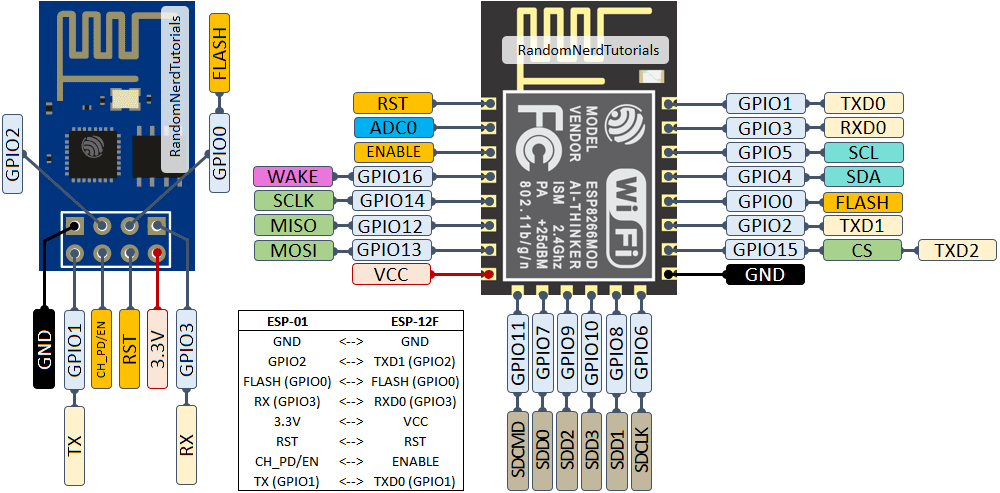 RandomNerdTutorials
FLASH
GPIO2
GPIO0
GND
GPIO1
CH_PD/EN
RST
3.3V
GPIO3
TX
RX
RandomNerdTutorials
RST
ADC0
ENABLE
WAKE GPIO16
SCLK GPIO14
MISO GPIO12
MOSI GPIO13
VCC
FC
MODEL ESP8266MOD
VENDOR AI-THINKER
ISM 2.4Ghz
PA +25dBM
802.11b/g/n
Wi Fi
GPIO1 TXD0
GPIO3 RXD0
GPIO5 SCL
GPIO4 SDA
GPIO0 FLASH
GPIO2 TXD1
GPIO15 CS TXD2
GND
GPIO11 GPIO7 GPIO9 GPIO10 GPIO8 GPIO6
SDCMD SDD0 SDD2 SDD3 SDD1 SDCLK
ESP-01 ESP-12F
GND <--> GND
GPIO2 <--> TXD1 (GPIO2)
FLASH (GPIO0) <--> FLASH (GPIO0)
RX (GPIO3) <--> RXD0 (GPIO3)
3.3V <--> VCC
RST <--> RST
CH_PD/EN <--> ENABLE
TX (GPIO1) <--> TXD0 (GPIO1)